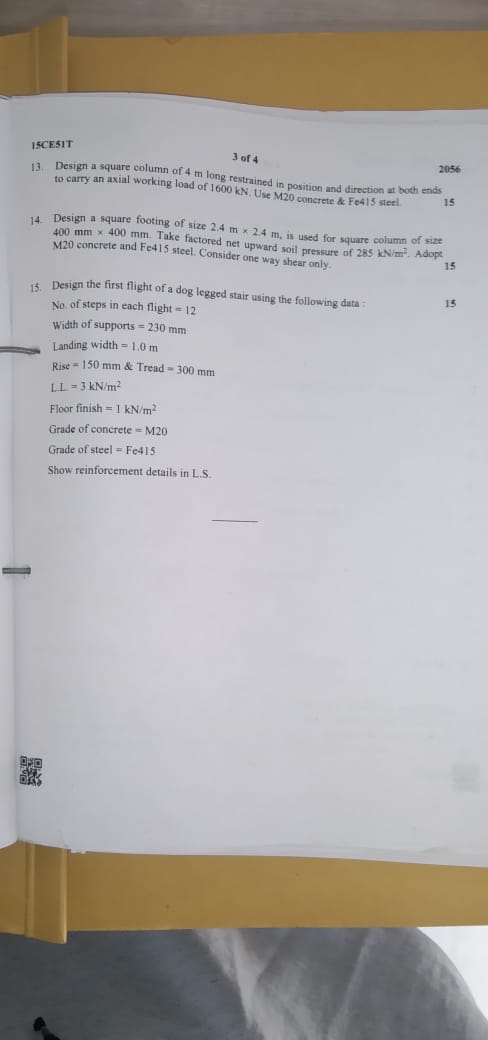 15CE51T
3 of 4
2056
13. Design a square column of 4 m long restrained in position and direction at both ends
to carry an axial working load of 1600 kN. Use M20 concrete & Fe415 steel. 15
14. Design a square footing of size 2.4 m × 2.4 m, is used for square column of size
400 mm × 400 mm. Take factored net upward soil pressure of 285 kN/m². Adopt
M20 concrete and Fe415 steel. Consider one way shear only. 15
15. Design the first flight of a dog legged stair using the following data : 15
No. of steps in each flight = 12
Width of supports = 230 mm
Landing width = 1.0 m
Rise = 150 mm & Tread = 300 mm
L.L. = 3 kN/m²
Floor finish = 1 kN/m²
Grade of concrete = M20
Grade of steel = Fe415
Show reinforcement details in L.S.